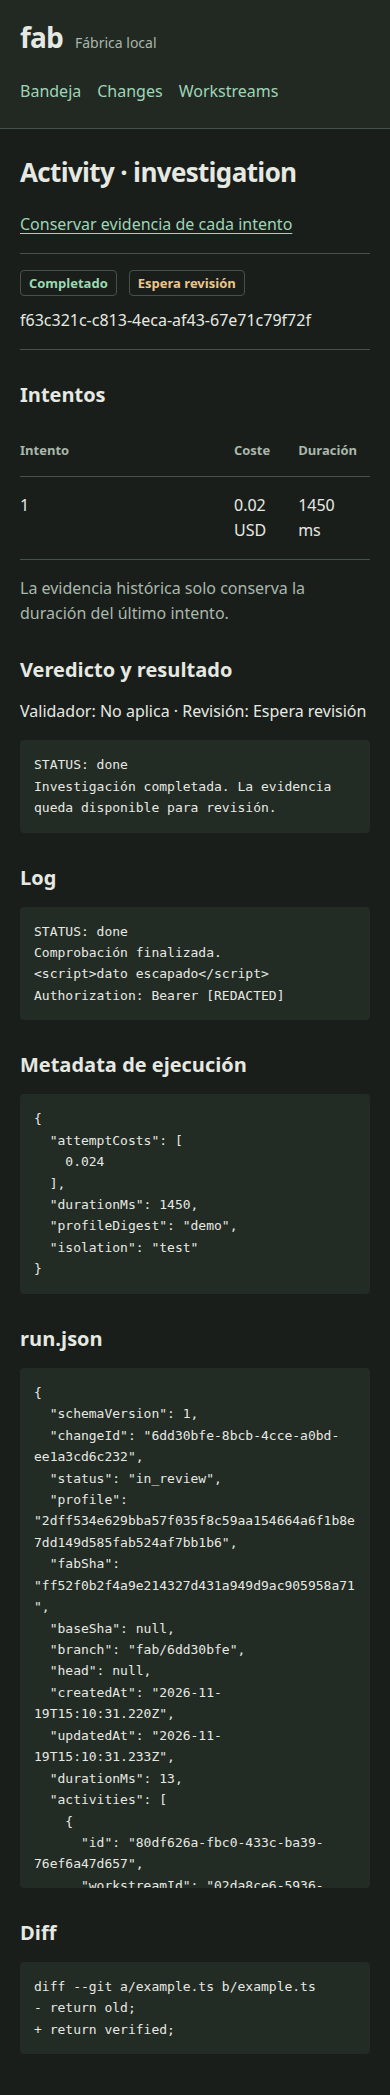 fab Fábrica local
Bandeja Changes Workstreams
Activity · investigation
Conservar evidencia de cada intento
Completado Espera revisión
f63c321c-c813-4eca-af43-67e71c79f72f
Intentos
Intento Coste Duración
1 0.02 USD 1450 ms
La evidencia histórica solo conserva la
duración del último intento.
Veredicto y resultado
Validador: No aplica · Revisión: Espera revisión
STATUS: done
Investigación completada. La evidencia
queda disponible para revisión.
Log
STATUS: done
Comprobación finalizada.
<script>dato escapado</script>
Authorization: Bearer [REDACTED]
Metadata de ejecución
{
  "attemptCosts": [
    0.024
  ],
  "durationMs": 1450,
  "profileDigest": "demo",
  "isolation": "test"
}
run.json
{
  "schemaVersion": 1,
  "changeId": "6dd30bfe-8bcb-4cce-a0bd-
ee1a3cd6c232",
  "status": "in_review",
  "profile":
"2dff534e629bba57f035f8c59aa154664a6f1b8e
7dd149d585fab524af7bb1b6",
  "fabSha":
"ff52f0b2f4a9e214327d431a949d9ac905958a71
",
  "baseSha": null,
  "branch": "fab/6dd30bfe",
  "head": null,
  "createdAt": "2026-11-
19T15:10:31.220Z",
  "updatedAt": "2026-11-
19T15:10:31.233Z",
  "durationMs": 13,
  "activities": [
    {
      "id": "80df626a-fbc0-433c-ba39-
76ef6a47d657",
      "workstreamId": "02da8ce6-5936-
Diff
diff --git a/example.ts b/example.ts
- return old;
+ return verified;